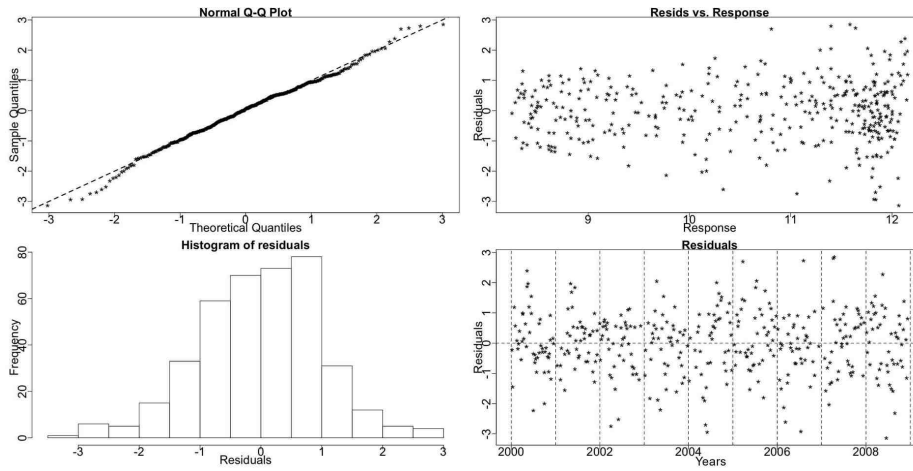 Normal Q-Q Plot
Sample Quantiles
3
2
1
0
-1
-2
-3
-3 -2 -1 0 1 2 3
Theoretical Quantiles
Resids vs. Response
Residuals
3
2
1
0
-1
-2
-3
9 10 11 12
Response
Histogram of residuals
Frequency
80
60
40
20
0
-3 -2 -1 0 1 2 3
Residuals
Residuals
Residuals
3
2
1
0
-1
-2
-3
2000 2002 2004 2006 2008
Years